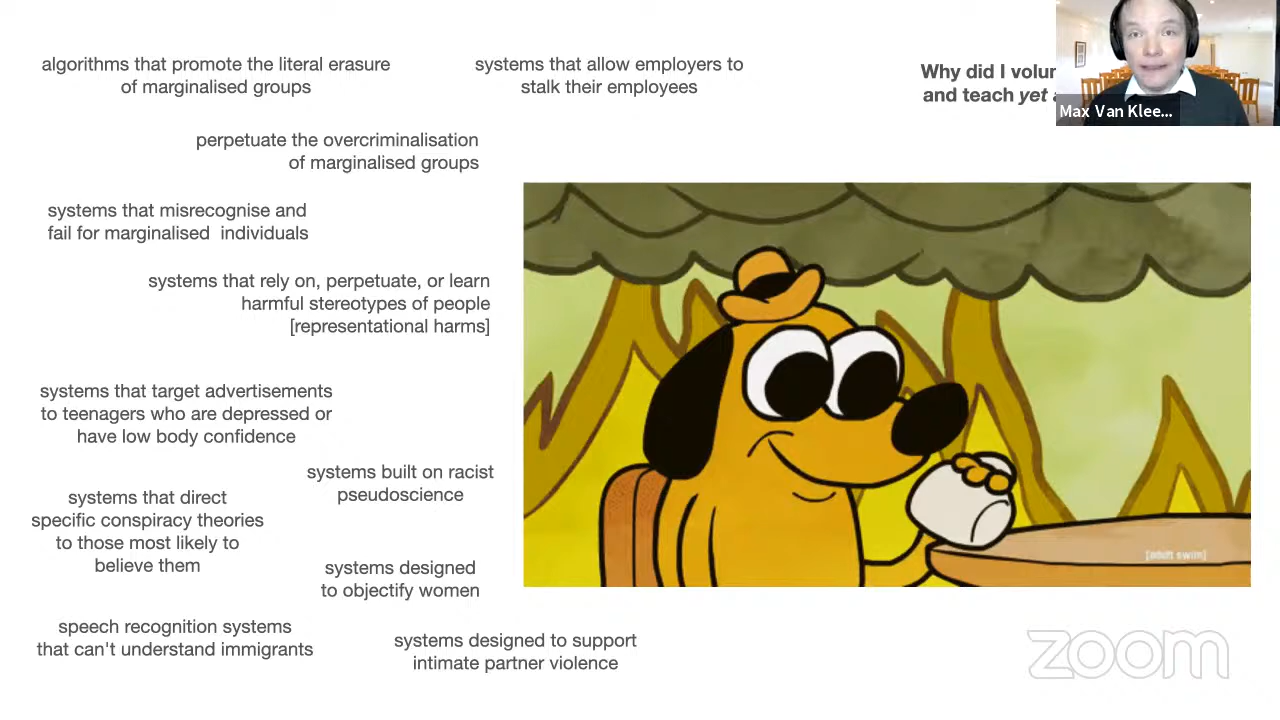 algorithms that promote the literal erasure
of marginalised groups
systems that allow employers to
stalk their employees
Why did I
and teach yet
Max Van Klee...
perpetuate the overcriminalisation
of marginalised groups
systems that misrecognise and
fail for marginalised individuals
systems that rely on, perpetuate, or learn
harmful stereotypes of people
[representational harms]
systems that target advertisements
to teenagers who are depressed or
have low body confidence
systems built on racist
pseudoscience
systems that direct
specific conspiracy theories
to those most likely to
believe them
systems designed
to objectify women
speech recognition systems
that can't understand immigrants
systems designed to support
intimate partner violence
[adult swim]
zoom